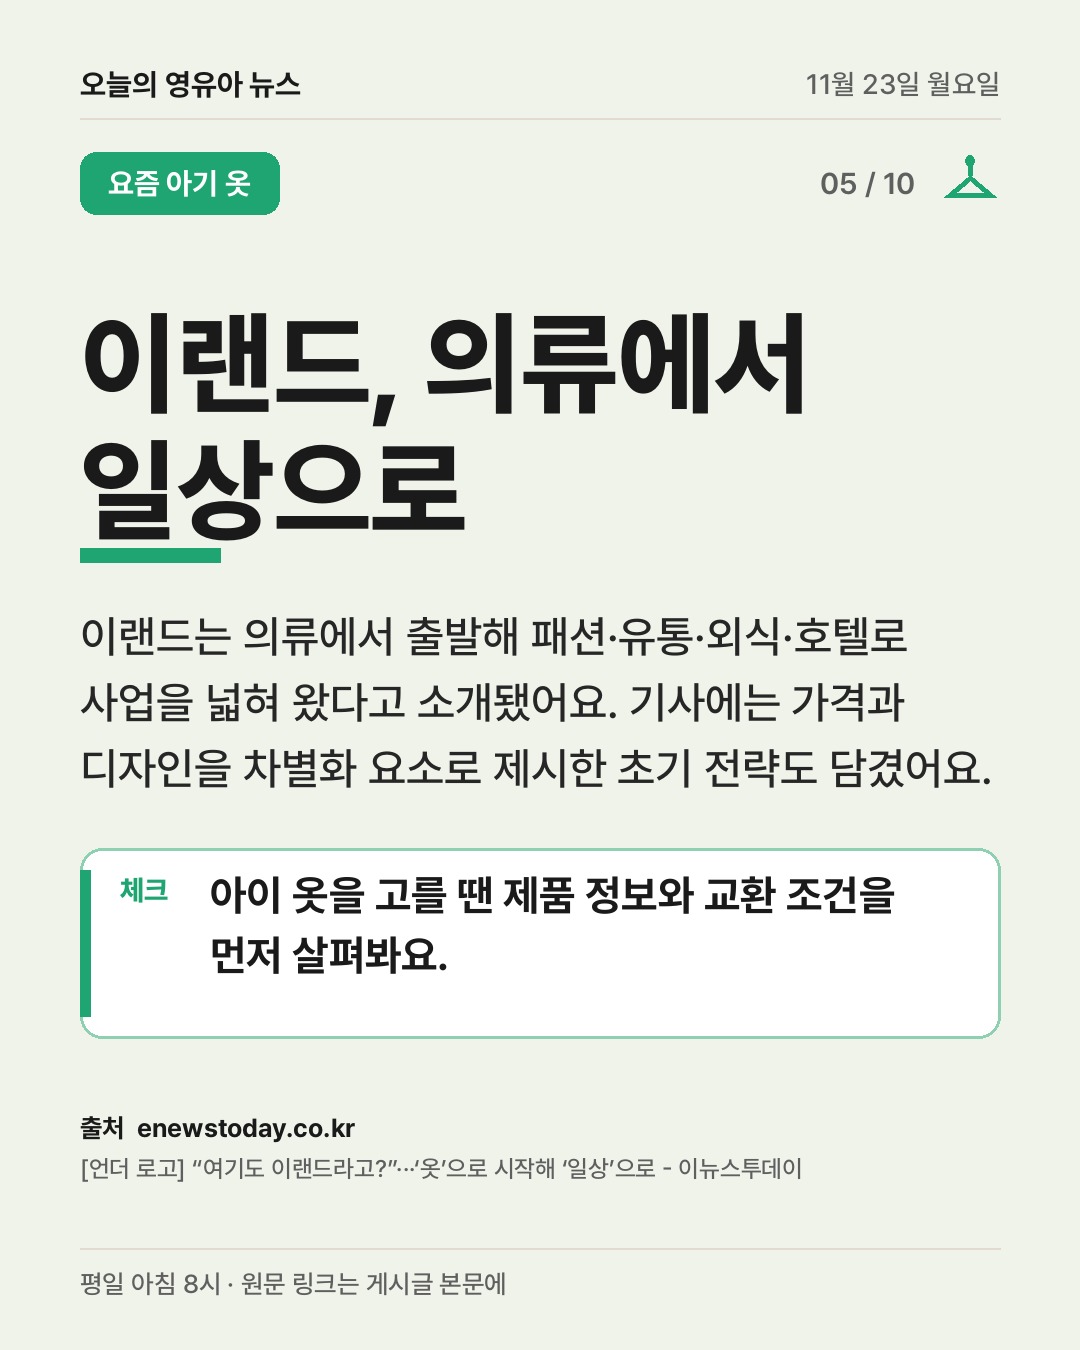 오늘의 영유아 뉴스
11월 23일 월요일
요즘 아기 옷
05 / 10
이랜드, 의류에서
일상으로
이랜드는 의류에서 출발해 패션·유통·외식·호텔로
사업을 넓혀 왔다고 소개됐어요. 기사에는 가격과
디자인을 차별화 요소로 제시한 초기 전략도 담겼어요.
체크
아이 옷을 고를 땐 제품 정보와 교환 조건을
먼저 살펴봐요.
출처 enewstoday.co.kr
[언더 로고] “여기도 이랜드라고?”…‘옷’으로 시작해 ‘일상’으로 - 이뉴스투데이
평일 아침 8시 · 원문 링크는 게시글 본문에